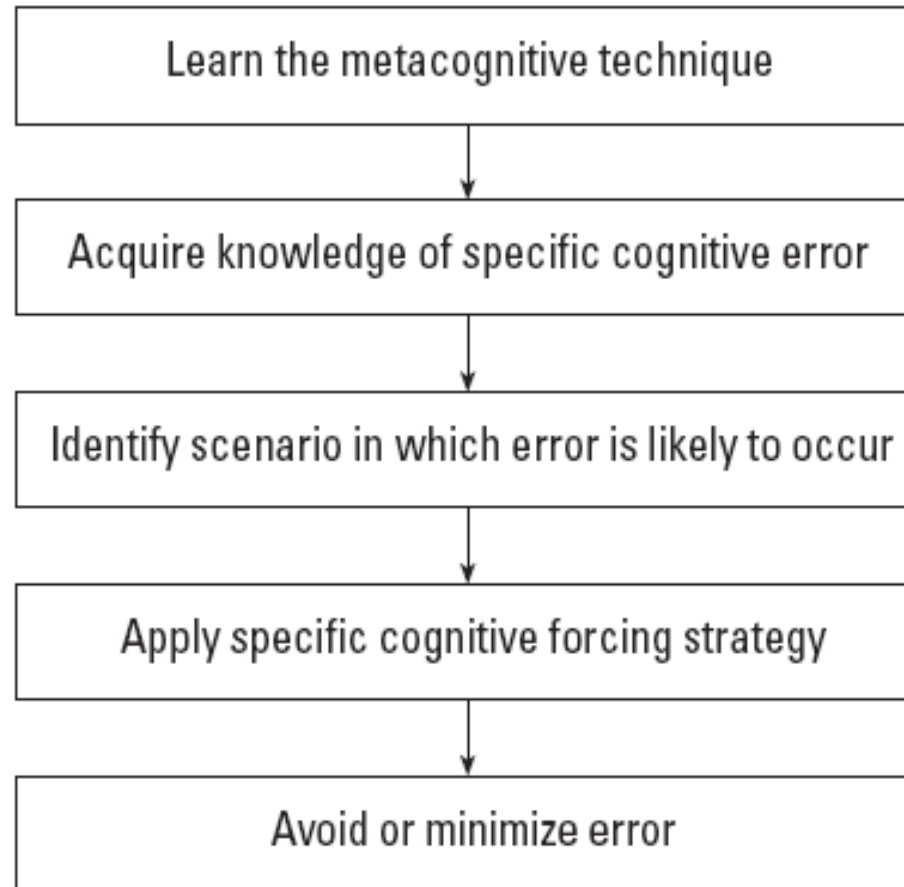 Learn the metacognitive technique
Acquire knowledge of specific cognitive error
Identify scenario in which error is likely to occur
Apply specific cognitive forcing strategy
Avoid or minimize error